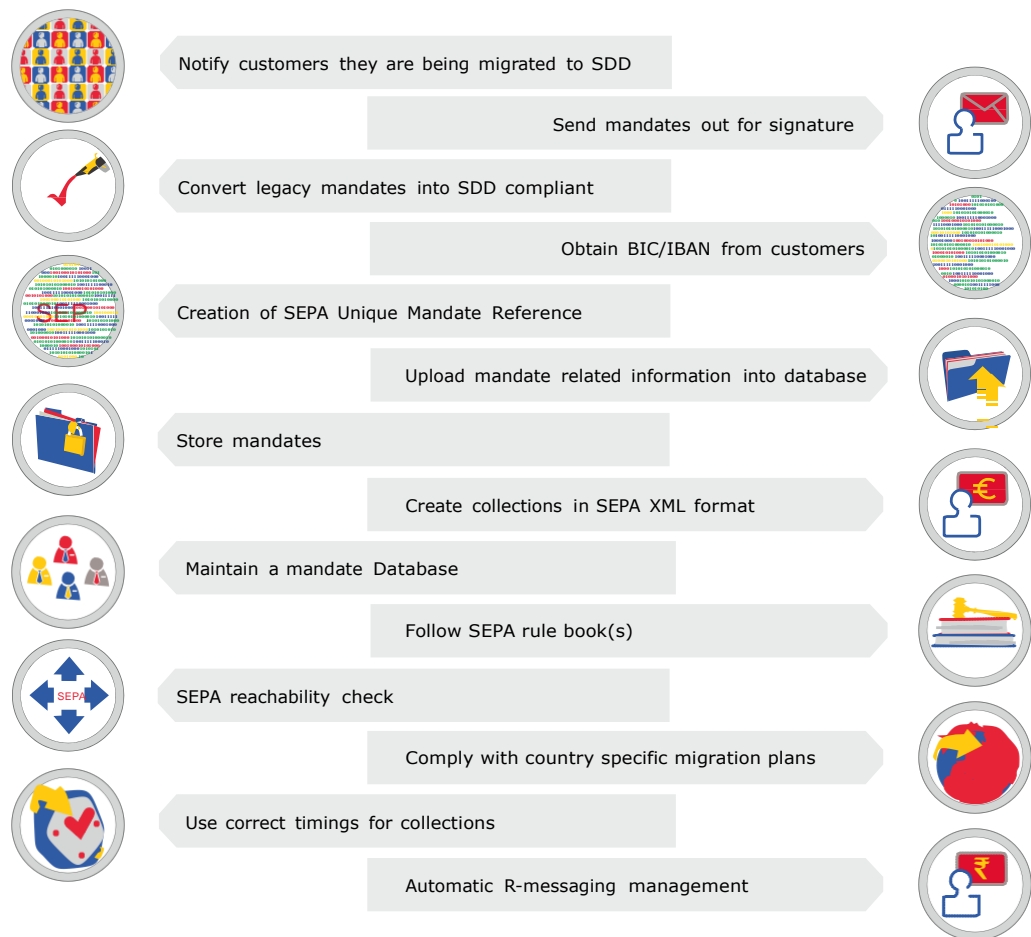 Notify customers they are being migrated to SDD
Send mandates out for signature
Convert legacy mandates into SDD compliant
Obtain BIC/IBAN from customers
SEP
Creation of SEPA Unique Mandate Reference
Upload mandate related information into database
Store mandates
Create collections in SEPA XML format
€
Maintain a mandate Database
Follow SEPA rule book(s)
SEPA
SEPA reachability check
Comply with country specific migration plans
Use correct timings for collections
Automatic R-messaging management
₹